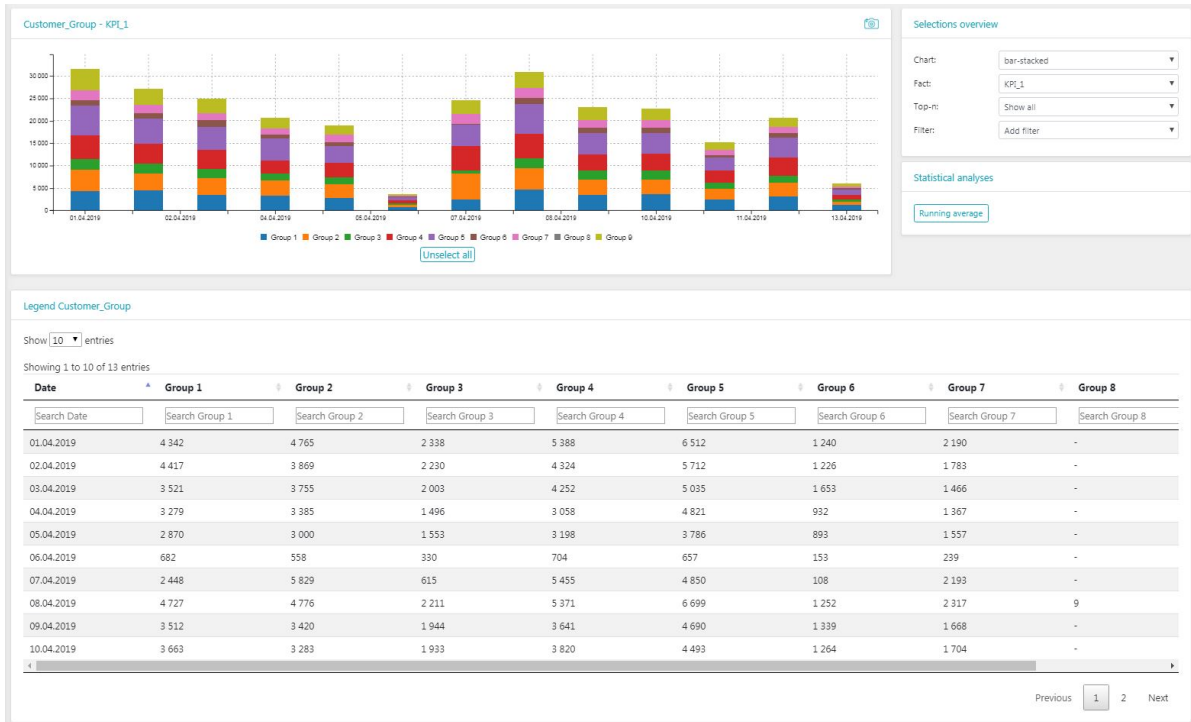 Customer_Group - KPI_1
30 000
25 000
20 000
15 000
10 000
5 000
0
01.04.2019 02.04.2019 04.04.2019 05.04.2019 07.04.2019 08.04.2019 10.04.2019 11.04.2019 13.04.2019
Group 1 Group 2 Group 3 Group 4 Group 5 Group 6 Group 7 Group 8 Group 9
Unselect all
Selections overview
Chart: bar-stacked
Fact: KPI_1
Top-n: Show all
Filter: Add filter
Statistical analyses
Running average
Legend Customer_Group
Show 10 entries
Showing 1 to 10 of 13 entries
Date Group 1 Group 2 Group 3 Group 4 Group 5 Group 6 Group 7 Group 8
Search Date Search Group 1 Search Group 2 Search Group 3 Search Group 4 Search Group 5 Search Group 6 Search Group 7 Search Group 8
01.04.2019 4 342 4 765 2 338 5 388 6 512 1 240 2 190 -
02.04.2019 4 417 3 869 2 230 4 324 5 712 1 226 1 783 -
03.04.2019 3 521 3 755 2 003 4 252 5 035 1 653 1 466 -
04.04.2019 3 279 3 385 1 496 3 058 4 821 932 1 367 -
05.04.2019 2 870 3 000 1 553 3 198 3 786 893 1 557 -
06.04.2019 682 558 330 704 657 153 239 -
07.04.2019 2 448 5 829 615 5 455 4 850 108 2 193 -
08.04.2019 4 727 4 776 2 211 5 371 6 699 1 252 2 317 9
09.04.2019 3 512 3 420 1 944 3 641 4 690 1 339 1 668 -
10.04.2019 3 663 3 283 1 933 3 820 4 493 1 264 1 704 -
Previous 1 2 Next